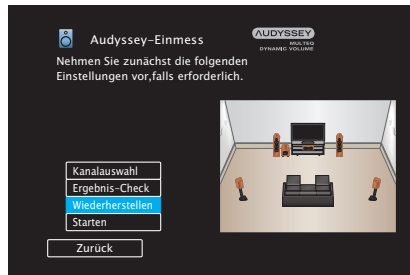 Audyssey-Einmess
AUDYSSEY
MULTEQ
DYNAMIC VOLUME
Nehmen Sie zunächst die folgenden
Einstellungen vor,falls erforderlich.
Kanalauswahl
Ergebnis-Check
Wiederherstellen
Starten
Zurück